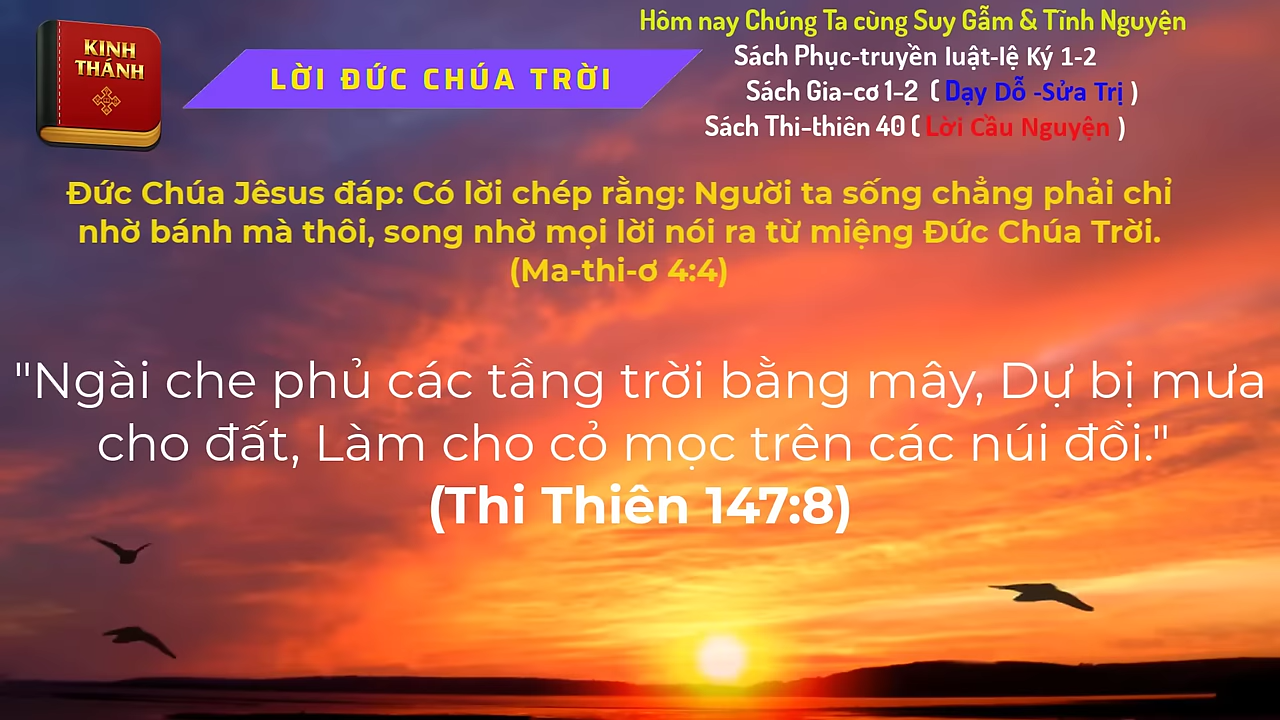 KINH
THÁNH
LỜI ĐỨC CHÚA TRỜI
Hôm nay Chúng Ta cùng Suy Gẫm & Tĩnh Nguyện
Sách Phục-truyền luật-lệ Ký 1-2
Sách Gia-cơ 1-2 ( Dạy Dỗ -Sửa Trị )
Sách Thi-thiên 40 ( Lời Cầu Nguyện )
Đức Chúa Jêsus đáp: Có lời chép rằng: Người ta sống chẳng phải chỉ
nhờ bánh mà thôi, song nhờ mọi lời nói ra từ miệng Đức Chúa Trời.
(Ma-thi-ơ 4:4)
"Ngài che phủ các tầng trời bằng mây, Dự bị mưa
cho đất, Làm cho cỏ mọc trên các núi đồi."
(Thi Thiên 147:8)